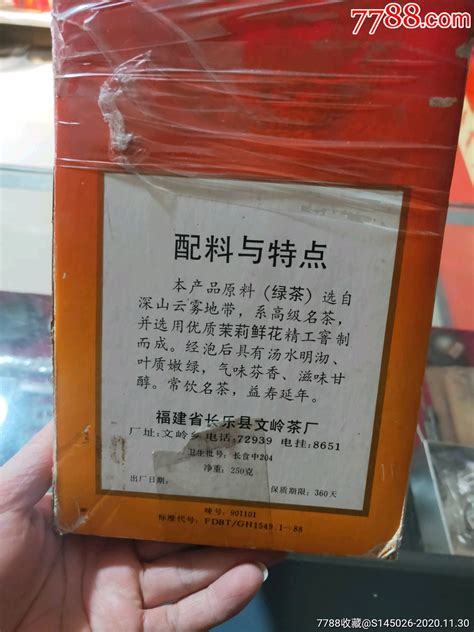 7788.com
配料与特点
本产品原料（绿茶）选自
深山云雾地带，系高级名茶，
并选用优质茉莉鲜花精工窨制
而成。经泡后具有汤水明沏、
叶质嫩绿，气味芬香、滋味甘
醇。常饮名茶，益寿延年。
福建省长乐县文岭茶厂
厂址：文岭乡 电话：72939 电挂：8651
卫生批号：长食中204
净重：250克
出厂日期： 保质期限：360天
唛号：901101
标准代号：FDBT/GH1549.1—88
7788收藏@S145026-2020.11.30